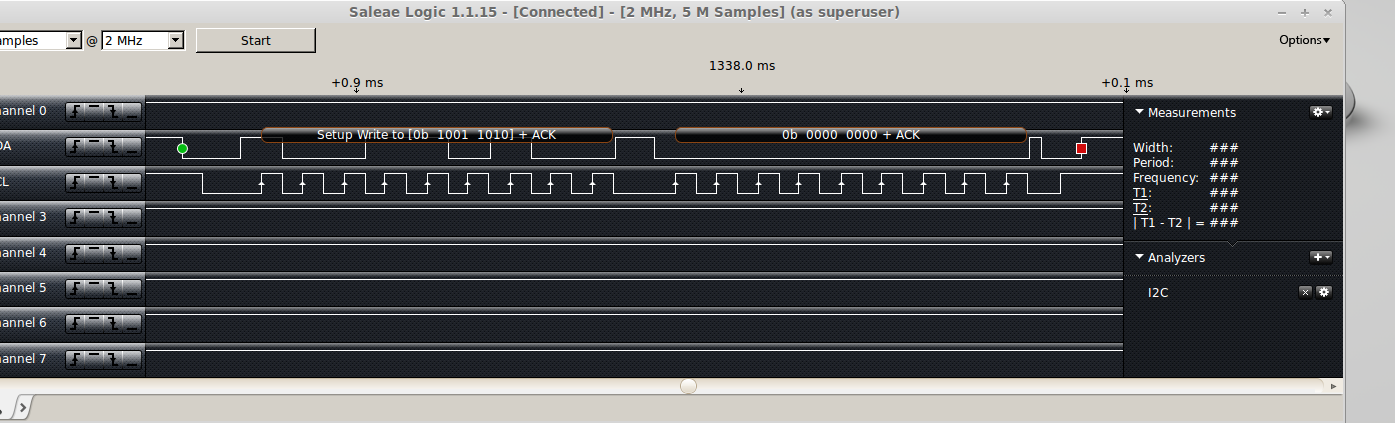 Saleae Logic 1.1.15 - [Connected] - [2 MHz, 5 M Samples] (as superuser)
amples @ 2 MHz Start Options
1338.0 ms
+0.9 ms +0.1 ms
annel 0
DA
Setup Write to [0b 1001 1010] + ACK 0b 0000 0000 + ACK
CL
annel 3
annel 4
annel 5
annel 6
annel 7
Measurements
Width: ###
Period: ###
Frequency: ###
T1: ###
T2: ###
| T1 - T2 | = ###
Analyzers
I2C